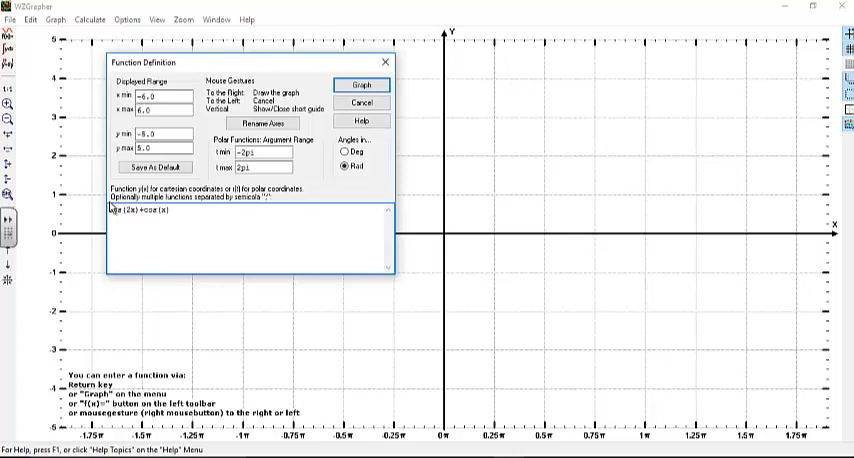 WZGrapher
File Edit Graph Calculate Options View Zoom Window Help
Y
5
4
3
2
1
0
-1
-2
-3
-4
-5
X
-1.75π -1.5π -1.25π -1π -0.75π -0.5π -0.25π 0π 0.25π 0.5π 0.75π 1π 1.25π 1.5π 1.75π
Function Definition
Displayed Range
x min -6.0
x max 6.0
y min -5.0
y max 5.0
Save As Default
Mouse Gestures
To the Right: Draw the graph
To the Left: Cancel
Vertical: Show/Close short guide
Rename Axes
Polar Functions: Argument Range
t min -2pi
t max 2pi
Graph
Cancel
Help
Angles in...
Deg
Rad
Function y(x) for cartesian coordinates or r(t) for polar coordinates.
Optionally multiple functions separated by semicola ";":
(2x)+cos(x)
You can enter a function via:
Return key
or "Graph" on the menu
or "f(x)=" button on the left toolbar
or mousegesture (right mousebutton) to the right or left
For Help, press F1, or click "Help Topics" on the "Help" Menu